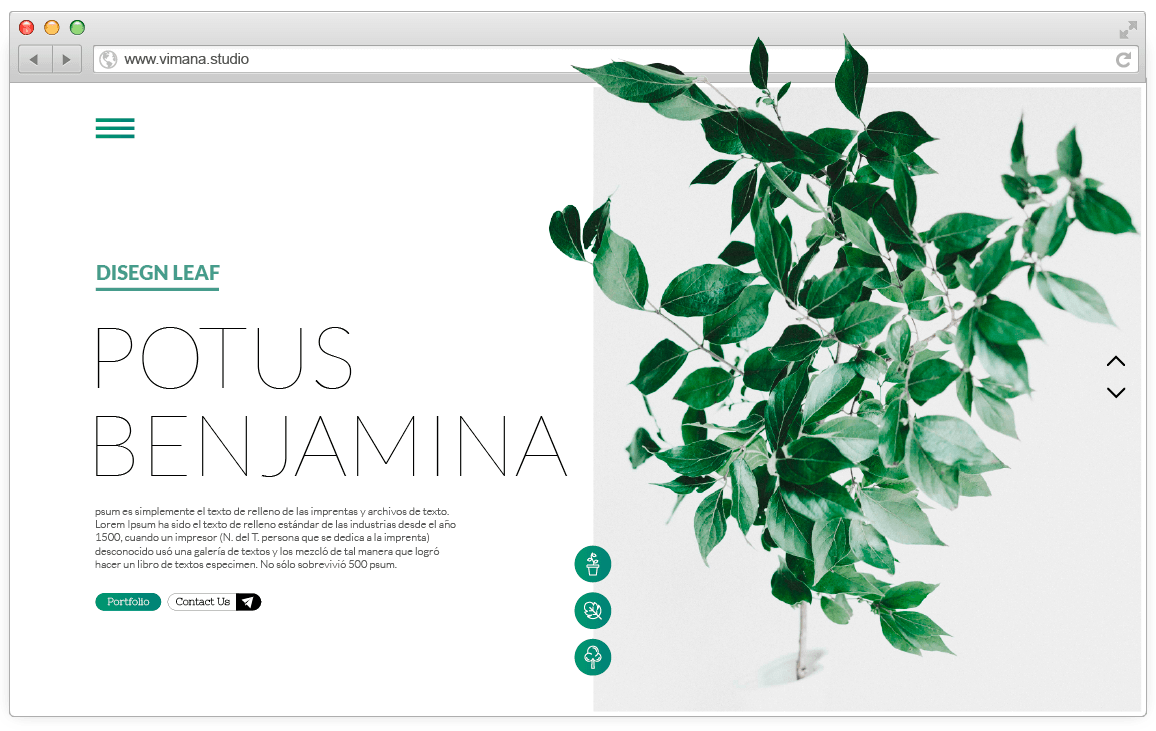 www.vimana.studio
DISEGN LEAF
POTUS
BENJAMINA
psum es simplemente el texto de relleno de las imprentas y archivos de texto.
Lorem Ipsum ha sido el texto de relleno estándar de las industrias desde el año
1500, cuando un impresor (N. del T. persona que se dedica a la imprenta)
desconocido usó una galería de textos y los mezcló de tal manera que logró
hacer un libro de textos especimen. No sólo sobrevivió 500 psum.
Portfolio Contact Us